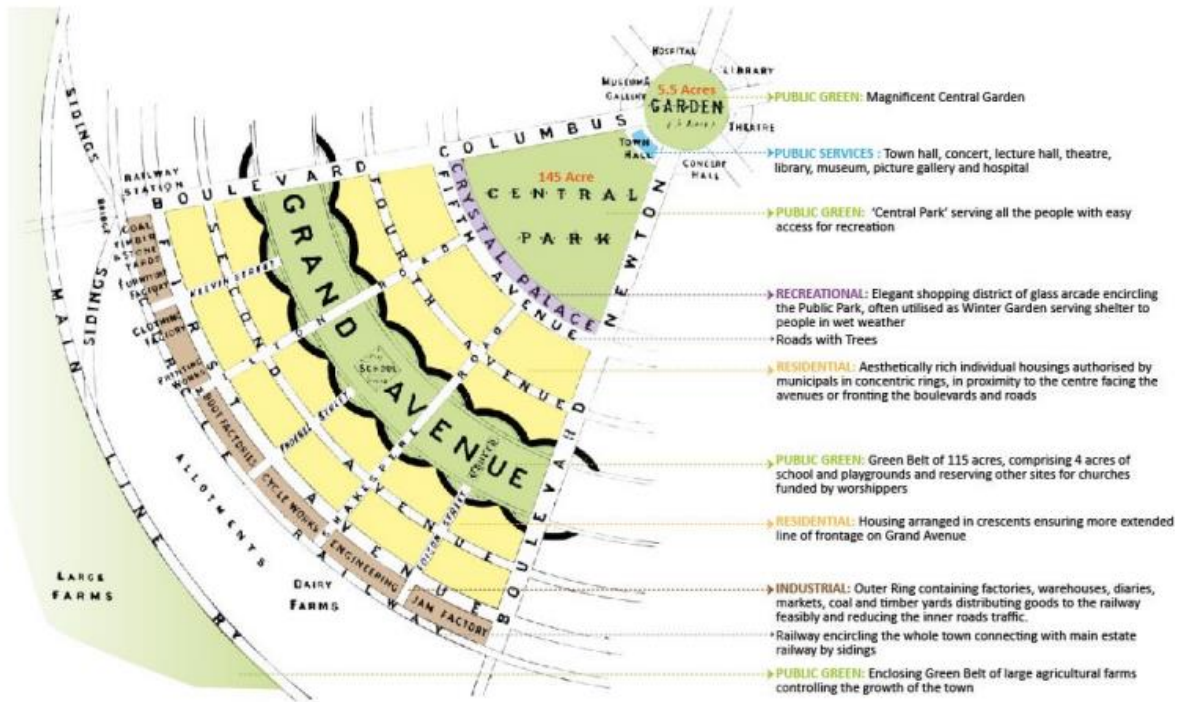 HOSPITAL
LIBRARY
MUSEUM &
GALLERY
5.5 Acres
GARDEN
THEATRE
TOWN
HALL
CONCERT
HALL
COLUMBUS
BOULEVARD
145 Acre
CENTRAL
PARK
CRYSTAL PALACE
FIFTH AVENUE
NEWTON
BOULEVARD
FOURTH AVENUE
GRAND
AVENUE
SCHOOL
CHURCH
SECOND AVENUE
FIRST AVENUE
KELVIN STREET
STREET
STREET
ROAD
ROAD
SIDINGS
RAILWAY
STATION
BRIDGE
SIDINGS
MAIN LINE RY
COAL
TIMBER
& STONE
YARDS
FURNITURE
FACTORY
CLOTHING
FACTORY
PRINTING
WORKS
BOOT FACTORIES
CYCLE WORKS
ENGINEERING
JAM FACTORY
CIRCLE RAILWAY
ALLOTMENTS
DAIRY
FARMS
LARGE
FARMS
PUBLIC GREEN: Magnificent Central Garden
PUBLIC SERVICES : Town hall, concert, lecture hall, theatre,
library, museum, picture gallery and hospital
PUBLIC GREEN: 'Central Park' serving all the people with easy
access for recreation
RECREATIONAL: Elegant shopping district of glass arcade encircling
the Public Park, often utilised as Winter Garden serving shelter to
people in wet weather
Roads with Trees
RESIDENTIAL: Aesthetically rich individual housings authorised by
municipals in concentric rings, in proximity to the centre facing the
avenues or fronting the boulevards and roads
PUBLIC GREEN: Green Belt of 115 acres, comprising 4 acres of
school and playgrounds and reserving other sites for churches
funded by worshippers
RESIDENTIAL: Housing arranged in crescents ensuring more extended
line of frontage on Grand Avenue
INDUSTRIAL: Outer Ring containing factories, warehouses, diaries,
markets, coal and timber yards distributing goods to the railway
feasibly and reducing the inner roads traffic.
Railway encircling the whole town connecting with main estate
railway by sidings
PUBLIC GREEN: Enclosing Green Belt of large agricultural farms
controlling the growth of the town